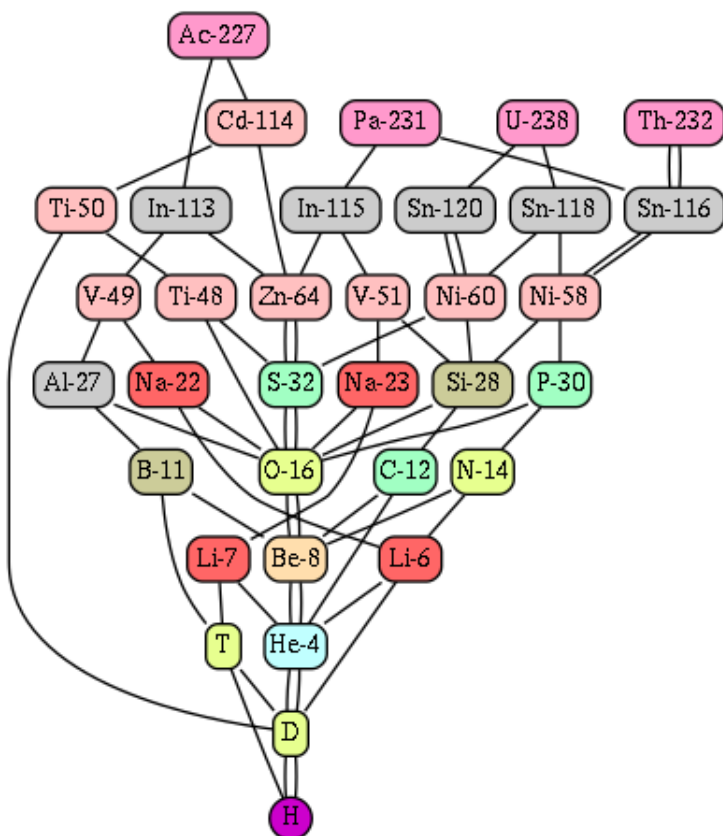 Ac-227
Cd-114
Pa-231
U-238
Th-232
Ti-50
In-113
In-115
Sn-120
Sn-118
Sn-116
V-49
Ti-48
Zn-64
V-51
Ni-60
Ni-58
Al-27
Na-22
S-32
Na-23
Si-28
P-30
B-11
O-16
C-12
N-14
Li-7
Be-8
Li-6
T
He-4
D
H